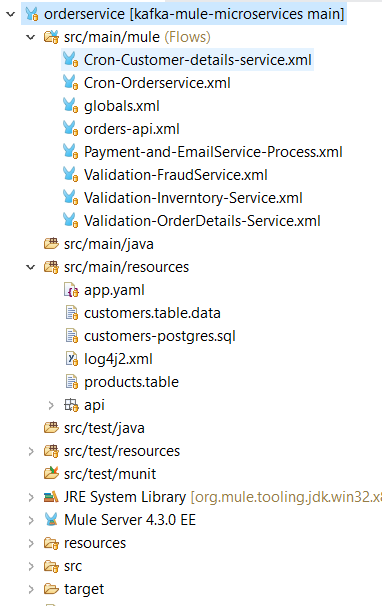 orderservice [kafka-mule-microservices main]
src/main/mule (Flows)
Cron-Customer-details-service.xml
Cron-Orderservice.xml
globals.xml
orders-api.xml
Payment-and-EmailService-Process.xml
Validation-FraudService.xml
Validation-Inverntory-Service.xml
Validation-OrderDetails-Service.xml
src/main/java
src/main/resources
app.yaml
customers.table.data
customers-postgres.sql
log4j2.xml
products.table
api
src/test/java
src/test/resources
src/test/munit
JRE System Library [org.mule.tooling.jdk.win32.x
Mule Server 4.3.0 EE
resources
src
target